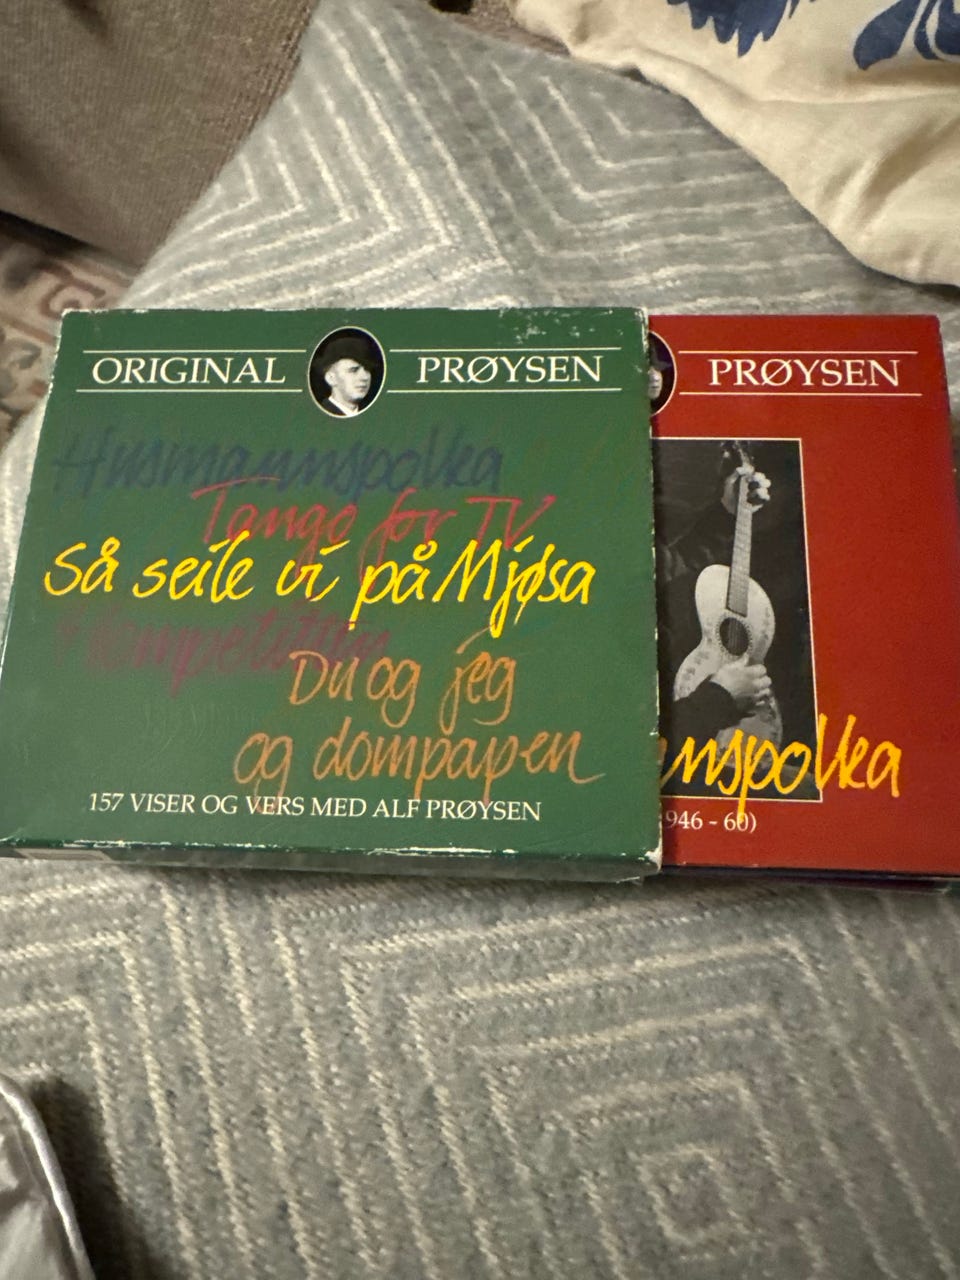 ORIGINAL PRØYSEN
Husmannspolka
Tango for TV
Så seile vi på Mjøsa
Du og jeg
og dompapen
157 VISER OG VERS MED ALF PRØYSEN
PRØYSEN
nnspolka
946 - 60)